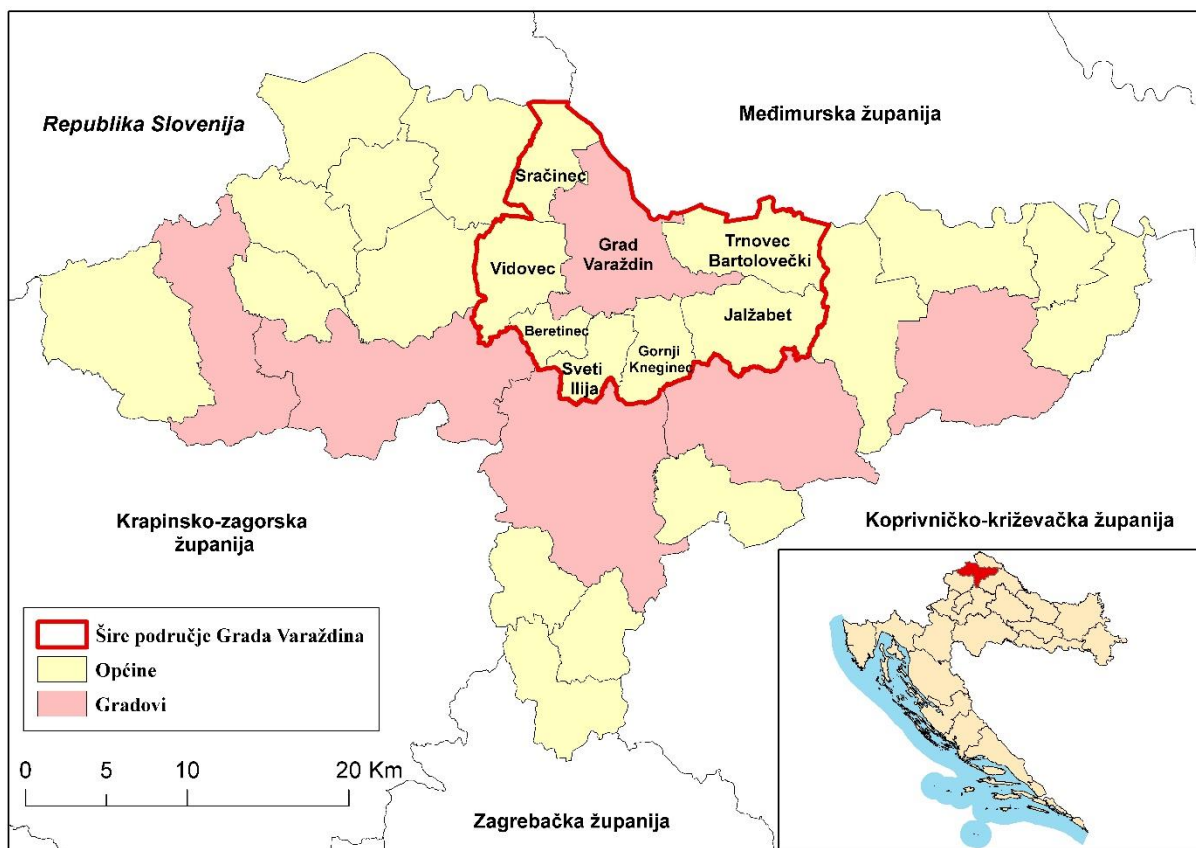 Republika Slovenija
Međimurska županija
Sračinec
Grad
Varaždin
Trnovec
Bartolovečki
Vidovec
Jalžabet
Beretinec
Gornji
Kneginec
Sveti
Ilija
Krapinsko-zagorska
županija
Koprivničko-križevačka županija
Šire područje Grada Varaždina
Općine
Gradovi
0 5 10 20 Km
Zagrebačka županija